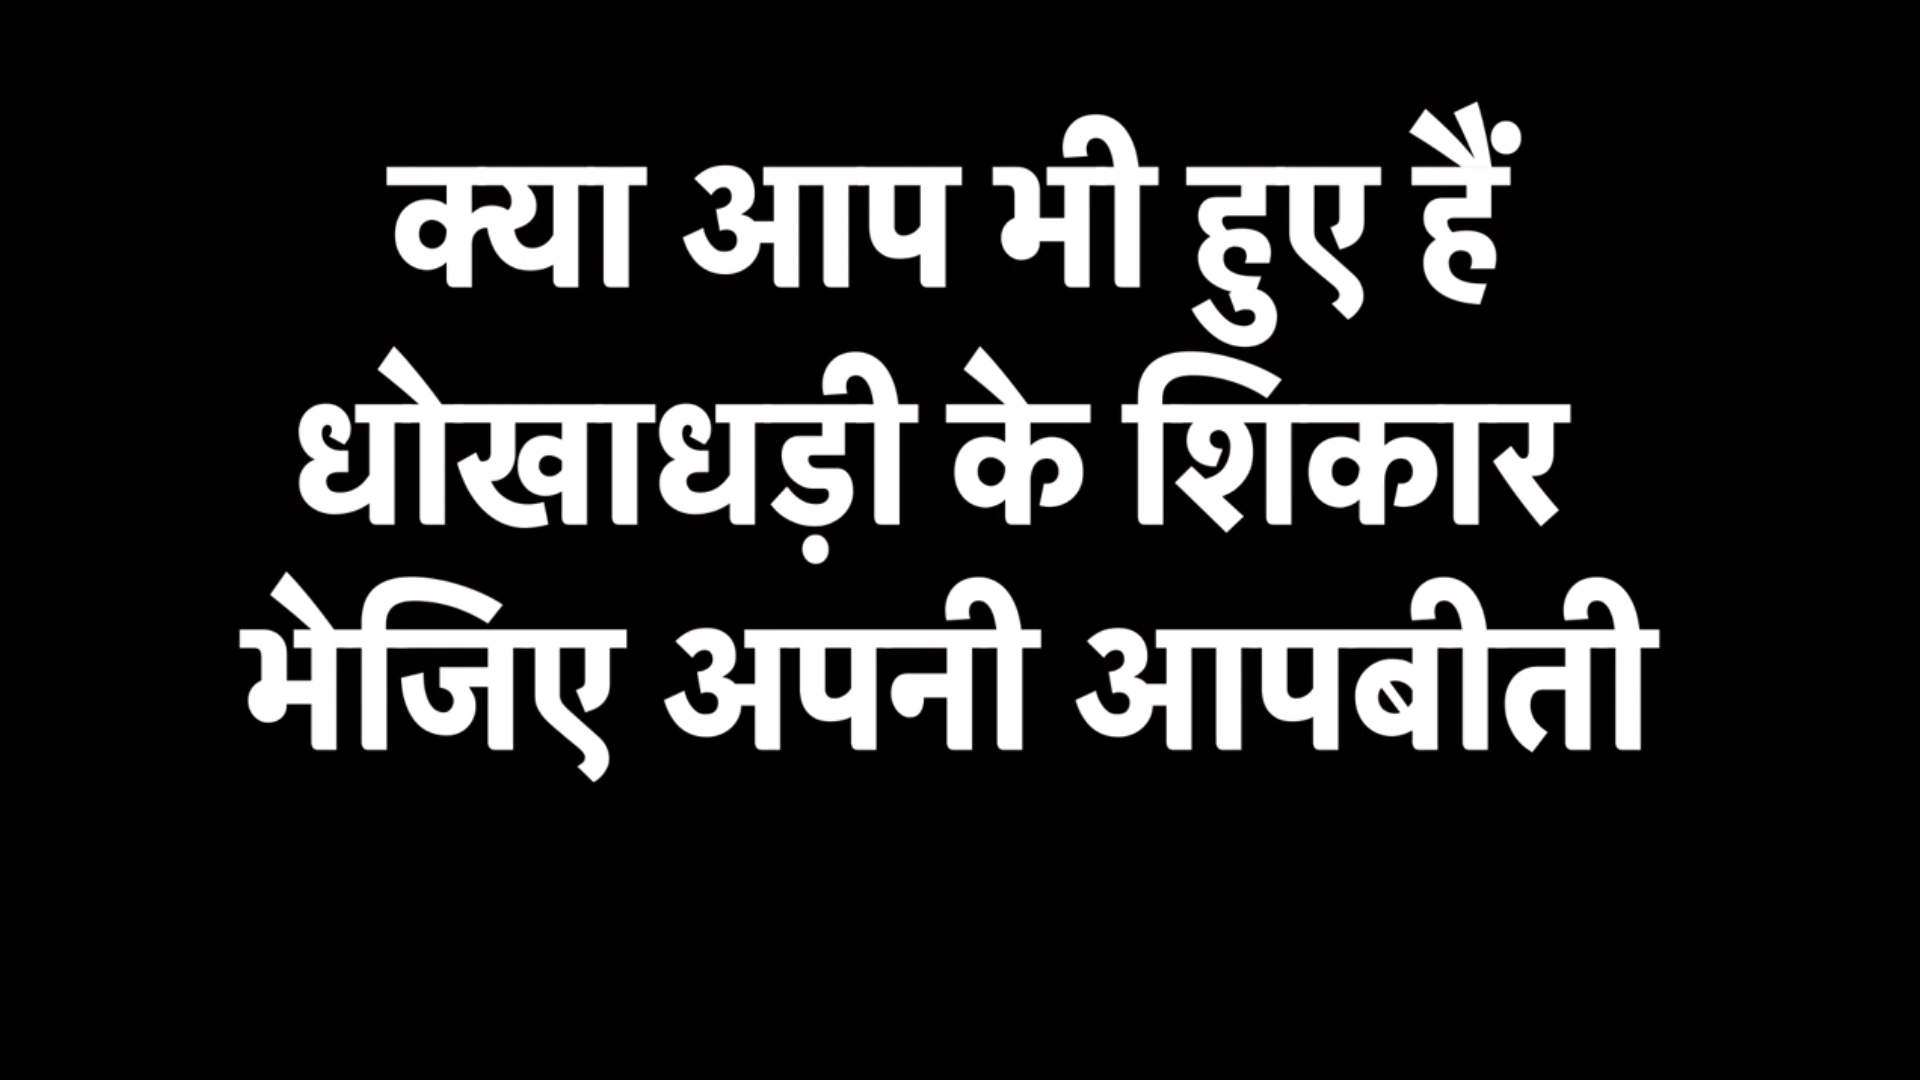 क्या आप भी हुए हैं
धोखाधड़ी के शिकार
भेजिए अपनी आपबीती